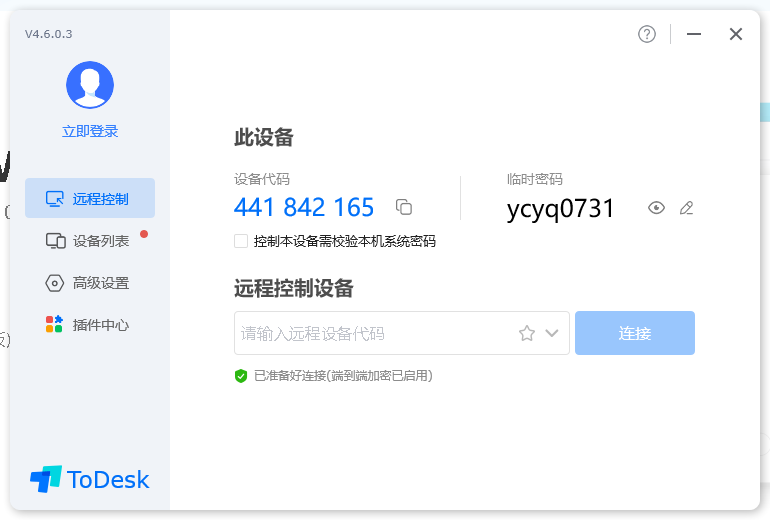 V4.6.0.3
立即登录
远程控制
设备列表
高级设置
插件中心
ToDesk
此设备
设备代码
441 842 165
临时密码
ycyq0731
控制本设备需校验本机系统密码
远程控制设备
请输入远程设备代码
连接
已准备好连接(端到端加密已启用)